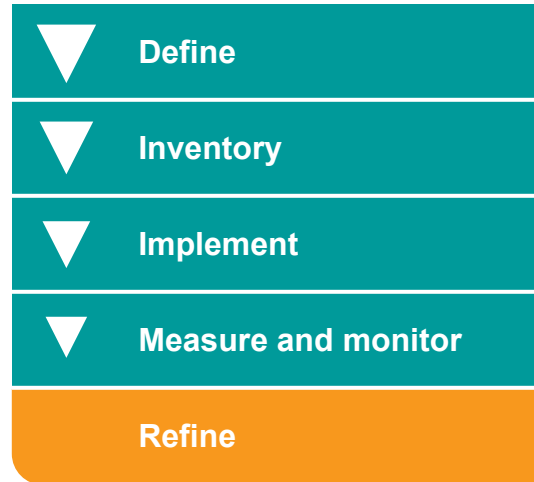 Define
Inventory
Implement
Measure and monitor
Refine